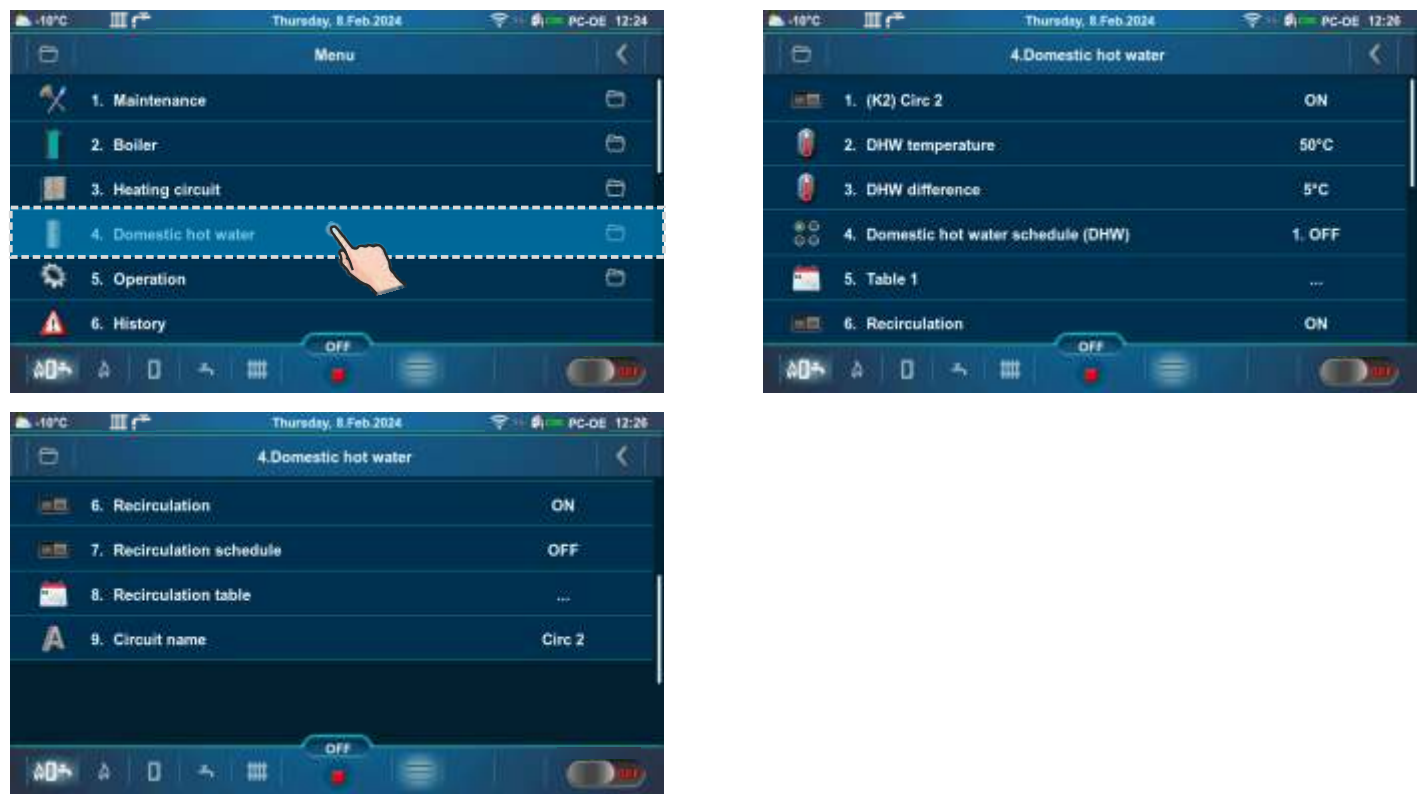 -10°C Thursday, 8.Feb.2024 PC-OE 12:24
Menu
1. Maintenance
2. Boiler
3. Heating circuit
4. Domestic hot water
5. Operation
6. History
OFF
OFF
-10°C Thursday, 8.Feb.2024 PC-OE 12:26
4.Domestic hot water
1. (K2) Circ 2 ON
2. DHW temperature 50°C
3. DHW difference 5°C
4. Domestic hot water schedule (DHW) 1. OFF
5. Table 1 ...
6. Recirculation ON
OFF
OFF
-10°C Thursday, 8.Feb.2024 PC-OE 12:26
4.Domestic hot water
6. Recirculation ON
7. Recirculation schedule OFF
8. Recirculation table ...
9. Circuit name Circ 2
OFF
OFF